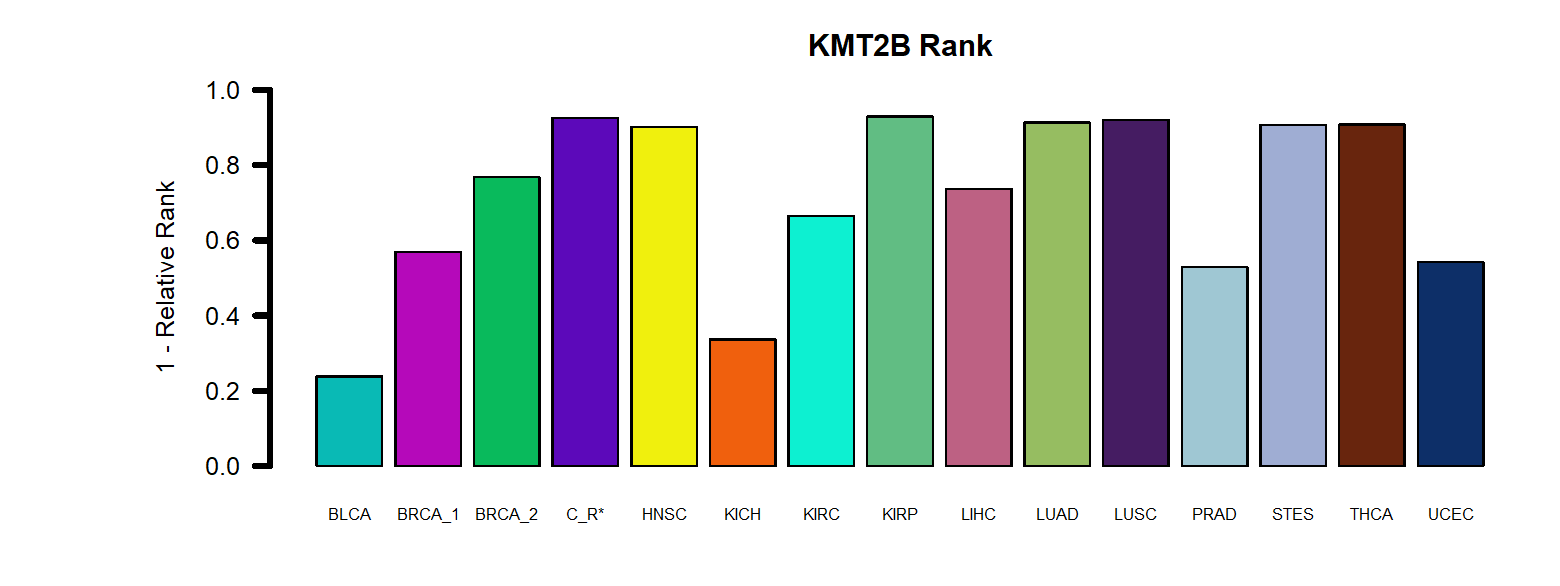 KMT2B Rank
1 - Relative Rank
1.0
0.8
0.6
0.4
0.2
0.0
BLCA BRCA_1 BRCA_2 C_R* HNSC KICH KIRC KIRP LIHC LUAD LUSC PRAD STES THCA UCEC